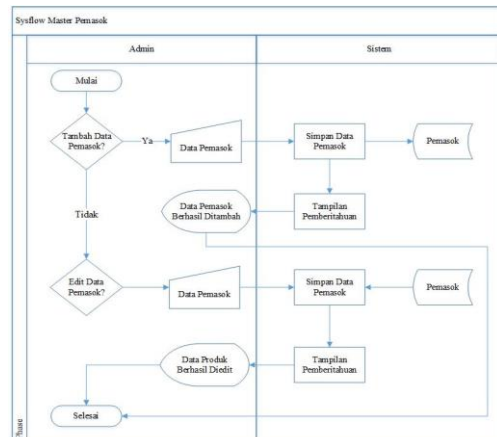 Sysflow Master Pemasok
Admin
Sistem
Mulai
Tambah Data
Pemasok?
Ya
Data Pemasok
Simpan Data
Pemasok
Pemasok
Data Pemasok
Berhasil Ditambah
Tampilan
Pemberitahuan
Tidak
Edit Data
Pemasok?
Data Pemasok
Simpan Data
Pemasok
Pemasok
Data Produk
Berhasil Diedit
Tampilan
Pemberitahuan
Selesai
Phase